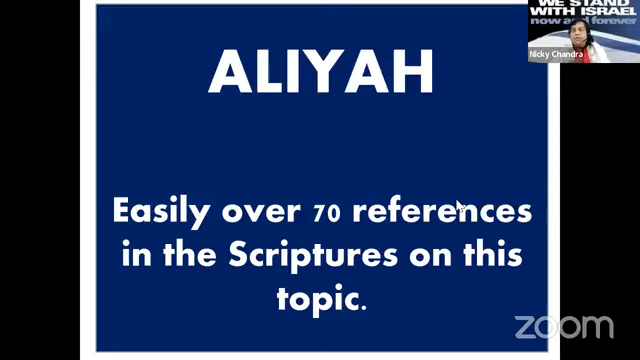 ALIYAH
Easily over 70 references
in the Scriptures on this
topic.
WE STAND
WITH ISRAEL
now and forever
Nicky Chandra
zoom